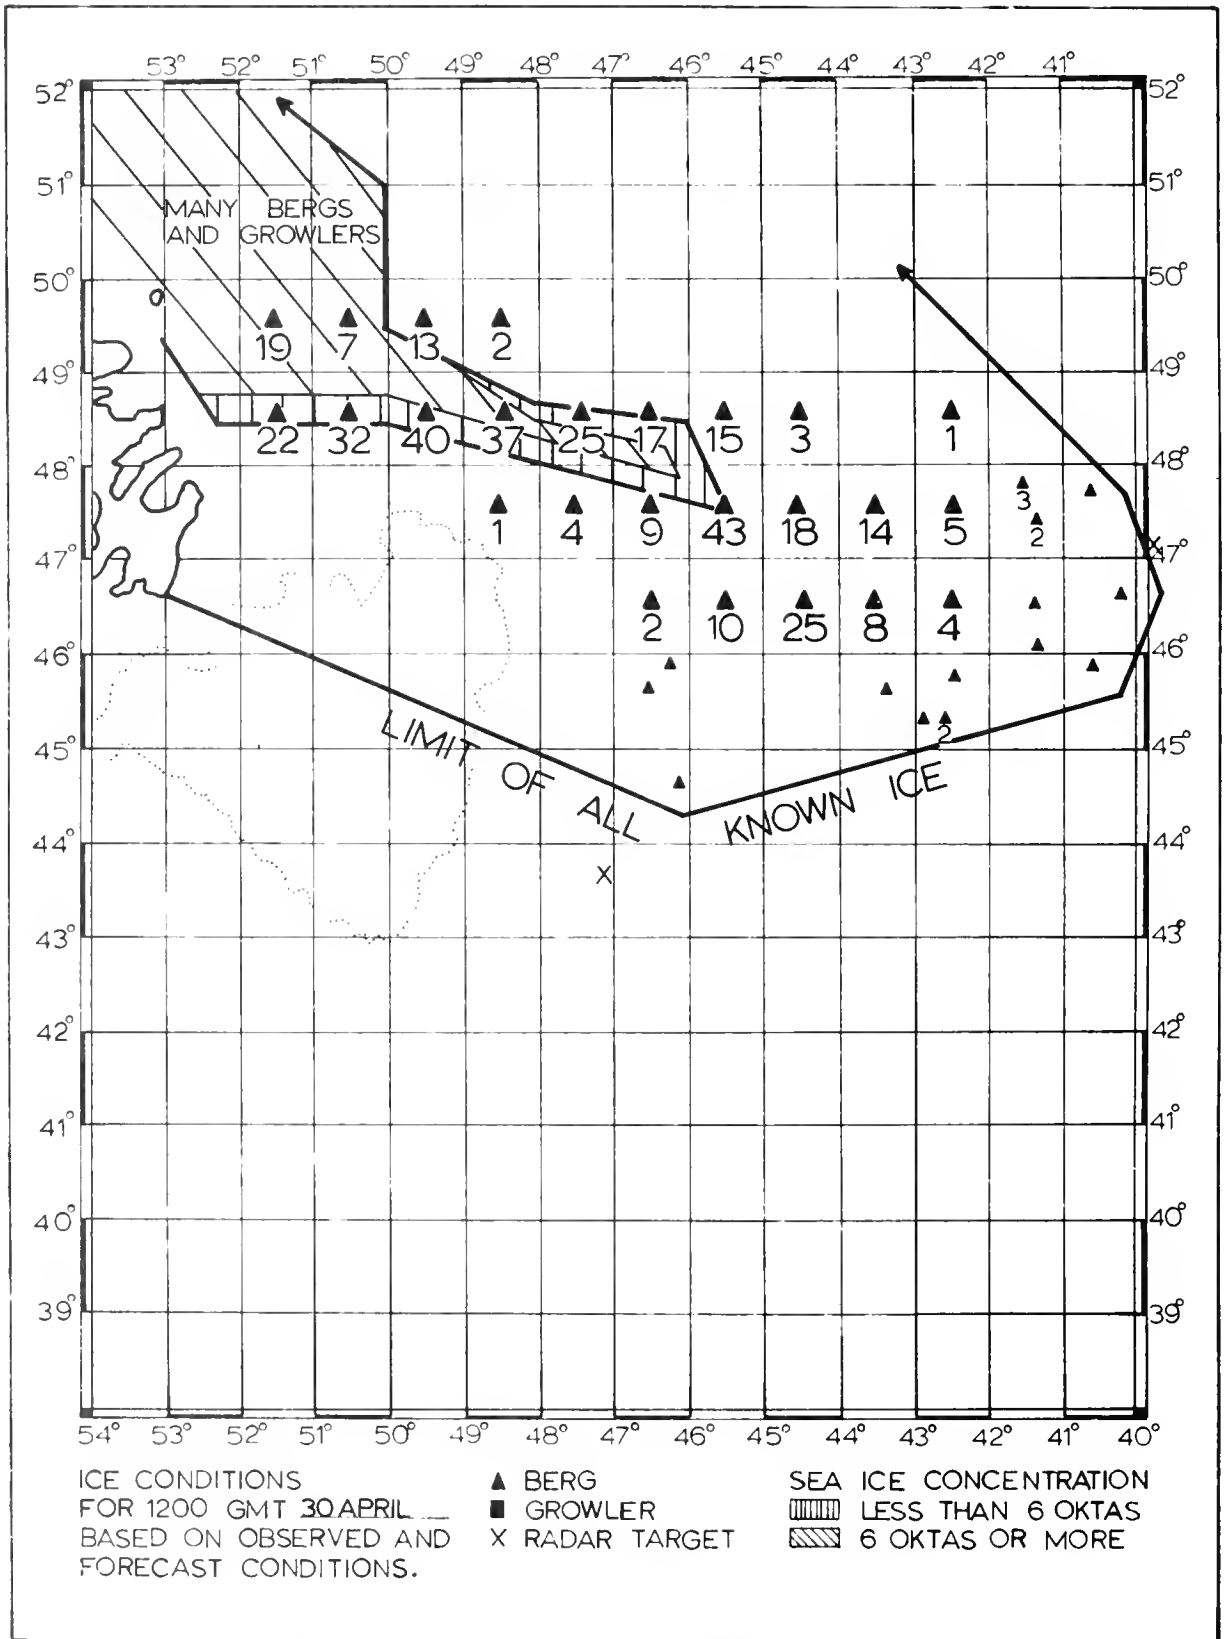 53° 52° 51° 50° 49° 48° 47° 46° 45° 44° 43° 42° 41°
52° 52°
51° 51°
MANY BERGS
AND GROWLERS
50° 50°
19 7 13 2
49° 49°
22 32 40 37 25 17 15 3 1
48° 48°
3
2
1 4 9 43 18 14 5
47° 47°
2 10 25 8 4
46° 46°
2
45° 45°
LIMIT OF ALL KNOWN ICE
44° 44°
X
43° 43°
42° 42°
41° 41°
40° 40°
39° 39°
54° 53° 52° 51° 50° 49° 48° 47° 46° 45° 44° 43° 42° 41° 40°
ICE CONDITIONS
FOR 1200 GMT 30 APRIL
BASED ON OBSERVED AND
FORECAST CONDITIONS.
▲ BERG
■ GROWLER
X RADAR TARGET
SEA ICE CONCENTRATION
LESS THAN 6 OKTAS
6 OKTAS OR MORE